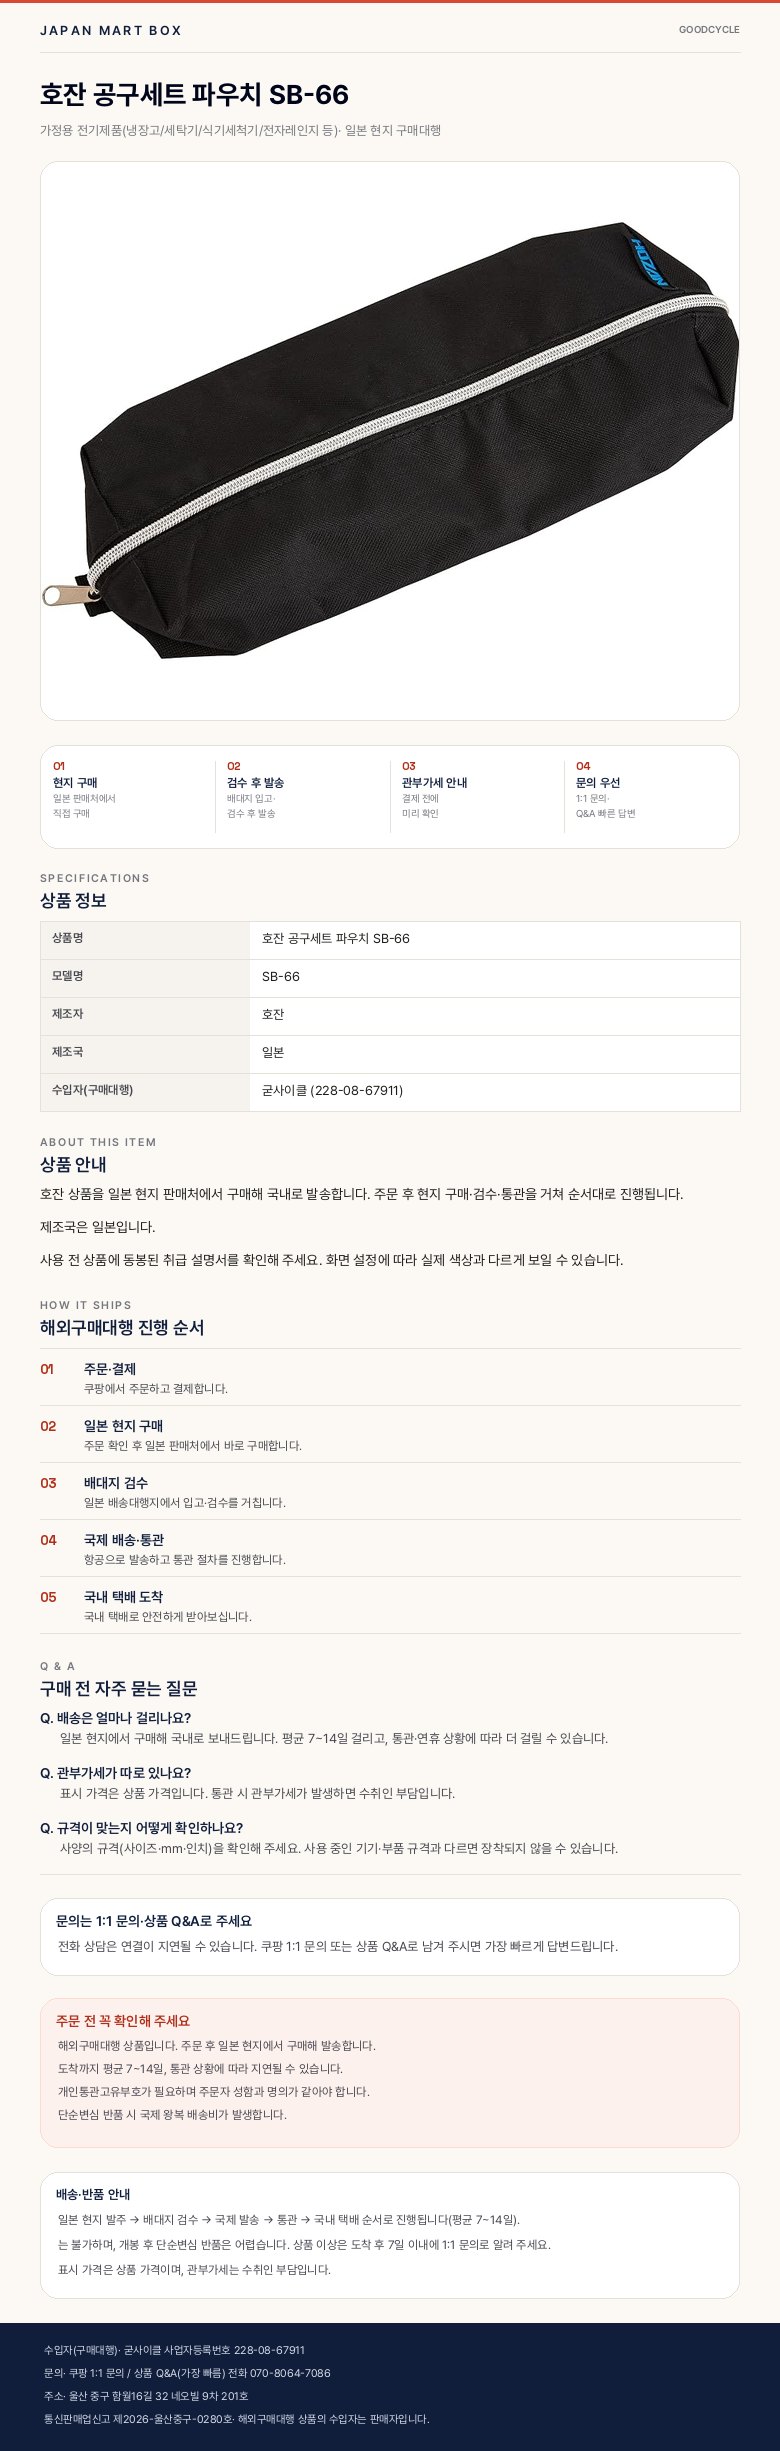 JAPAN MART BOX
GOODCYCLE
호잔 공구세트 파우치 SB-66
가정용 전기제품(냉장고/세탁기/식기세척기/전자레인지 등)· 일본 현지 구매대행
HOZAN
01
현지 구매
일본 판매처에서
직접 구매
02
검수 후 발송
배대지 입고·
검수 후 발송
03
관부가세 안내
결제 전에
미리 확인
04
문의 우선
1:1 문의·
Q&A 빠른 답변
SPECIFICATIONS
상품 정보
상품명 호잔 공구세트 파우치 SB-66
모델명 SB-66
제조자 호잔
제조국 일본
수입자(구매대행) 굳사이클 (228-08-67911)
ABOUT THIS ITEM
상품 안내
호잔 상품을 일본 현지 판매처에서 구매해 국내로 발송합니다. 주문 후 현지 구매·검수·통관을 거쳐 순서대로 진행됩니다.
제조국은 일본입니다.
사용 전 상품에 동봉된 취급 설명서를 확인해 주세요. 화면 설정에 따라 실제 색상과 다르게 보일 수 있습니다.
HOW IT SHIPS
해외구매대행 진행 순서
01 주문·결제
쿠팡에서 주문하고 결제합니다.
02 일본 현지 구매
주문 확인 후 일본 판매처에서 바로 구매합니다.
03 배대지 검수
일본 배송대행지에서 입고·검수를 거칩니다.
04 국제 배송·통관
항공으로 발송하고 통관 절차를 진행합니다.
05 국내 택배 도착
국내 택배로 안전하게 받아보십니다.
Q & A
구매 전 자주 묻는 질문
Q. 배송은 얼마나 걸리나요?
일본 현지에서 구매해 국내로 보내드립니다. 평균 7~14일 걸리고, 통관·연휴 상황에 따라 더 걸릴 수 있습니다.
Q. 관부가세가 따로 있나요?
표시 가격은 상품 가격입니다. 통관 시 관부가세가 발생하면 수취인 부담입니다.
Q. 규격이 맞는지 어떻게 확인하나요?
사양의 규격(사이즈·mm·인치)을 확인해 주세요. 사용 중인 기기·부품 규격과 다르면 장착되지 않을 수 있습니다.
문의는 1:1 문의·상품 Q&A로 주세요
전화 상담은 연결이 지연될 수 있습니다. 쿠팡 1:1 문의 또는 상품 Q&A로 남겨 주시면 가장 빠르게 답변드립니다.
주문 전 꼭 확인해 주세요
해외구매대행 상품입니다. 주문 후 일본 현지에서 구매해 발송합니다.
도착까지 평균 7~14일, 통관 상황에 따라 지연될 수 있습니다.
개인통관고유부호가 필요하며 주문자 성함과 명의가 같아야 합니다.
단순변심 반품 시 국제 왕복 배송비가 발생합니다.
배송·반품 안내
일본 현지 발주 → 배대지 검수 → 국제 발송 → 통관 → 국내 택배 순서로 진행됩니다(평균 7~14일).
는 불가하며, 개봉 후 단순변심 반품은 어렵습니다. 상품 이상은 도착 후 7일 이내에 1:1 문의로 알려 주세요.
표시 가격은 상품 가격이며, 관부가세는 수취인 부담입니다.
수입자(구매대행)· 굳사이클 사업자등록번호 228-08-67911
문의· 쿠팡 1:1 문의 / 상품 Q&A(가장 빠름) 전화 070-8064-7086
주소· 울산 중구 함월16길 32 네오빌 9차 201호
통신판매업신고 제2026-울산중구-0280호· 해외구매대행 상품의 수입자는 판매자입니다.